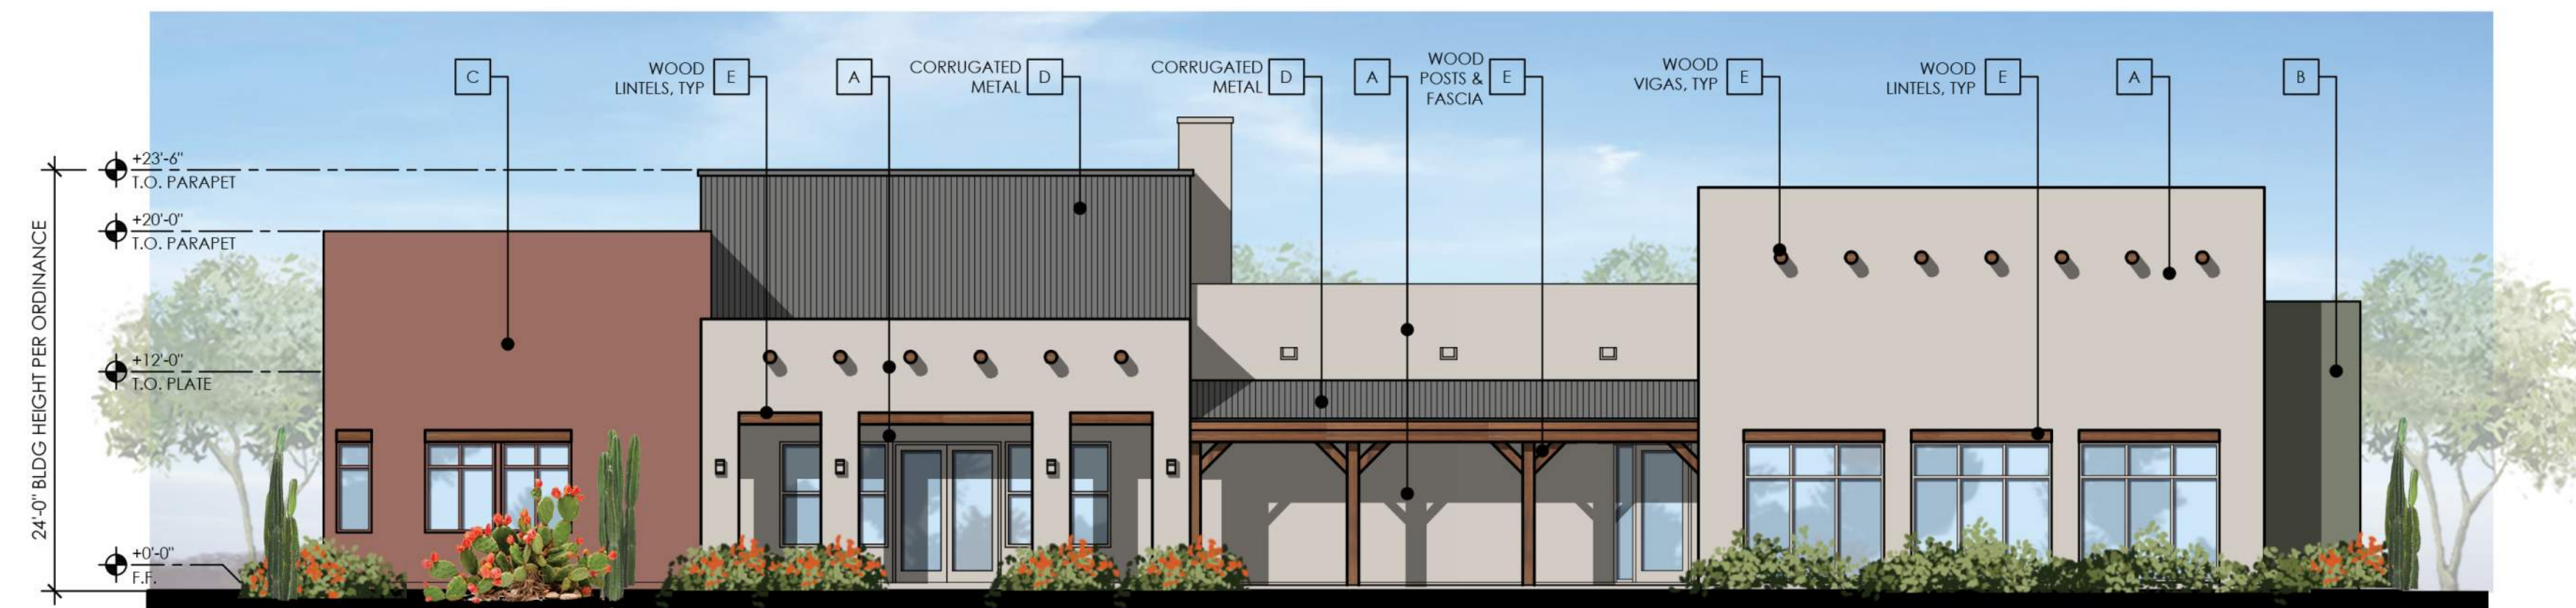 C
WOOD
LINTELS, TYP
E
A
CORRUGATED
METAL
D
CORRUGATED
METAL
D
A
WOOD
POSTS &
FASCIA
E
WOOD
VIGAS, TYP
E
WOOD
LINTELS, TYP
E
A
B
+23'-6"
T.O. PARAPET
+20'-0"
T.O. PARAPET
+12'-0"
T.O. PLATE
+0'-0"
F.F.
24'-0" BLDG HEIGHT PER ORDINANCE